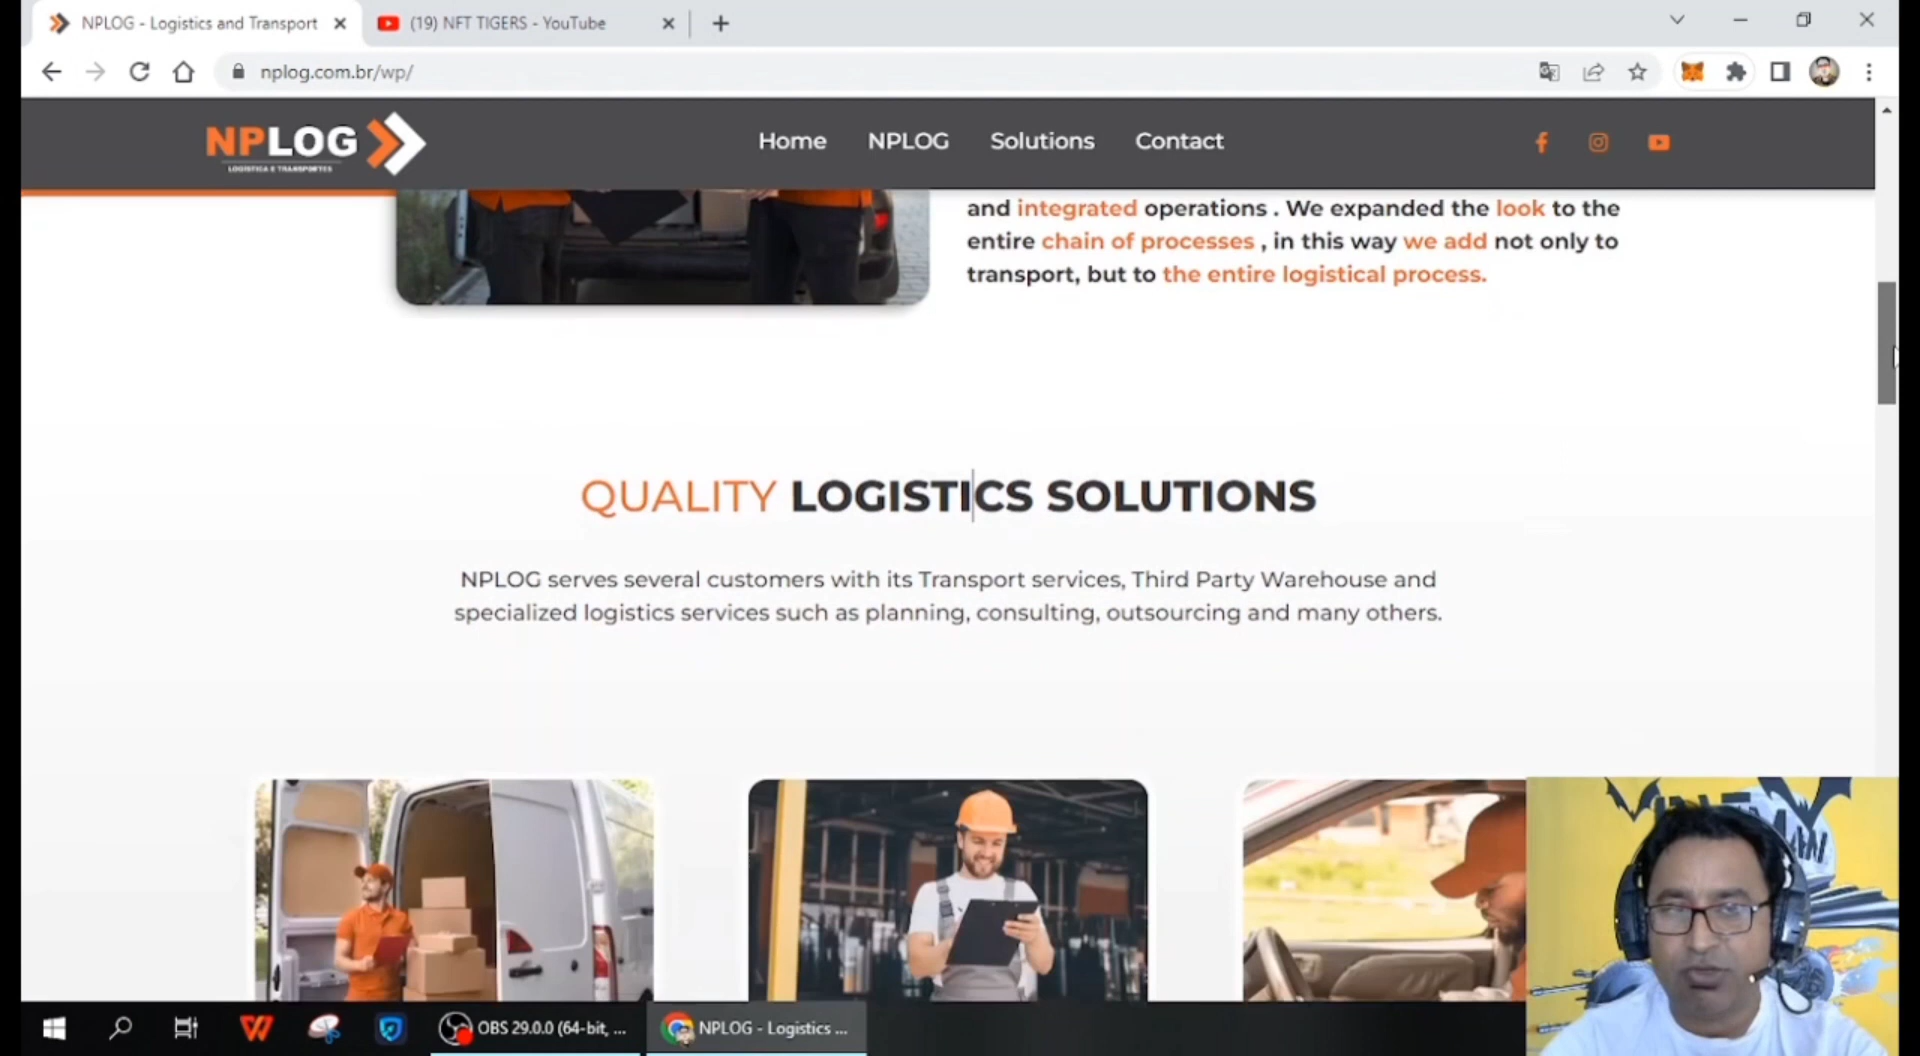 NPLOG - Logistics and Transport
(19) NFT TIGERS - YouTube
nplog.com.br/wp/
NPLOG
LOGÍSTICA E TRANSPORTES
Home NPLOG Solutions Contact
and integrated operations . We expanded the look to the
entire chain of processes , in this way we add not only to
transport, but to the entire logistical process.
QUALITY LOGISTICS SOLUTIONS
NPLOG serves several customers with its Transport services, Third Party Warehouse and
specialized logistics services such as planning, consulting, outsourcing and many others.
OBS 29.0.0 (64-bit, ...
NPLOG - Logistics ...